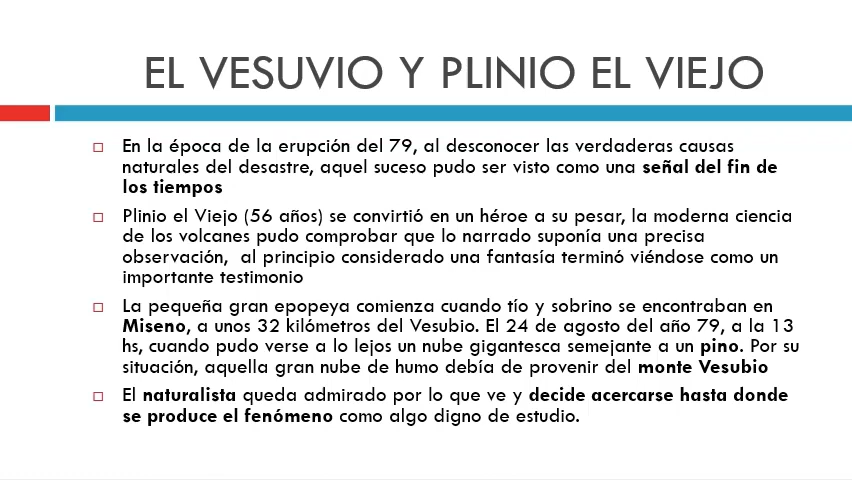 EL VESUVIO Y PLINIO EL VIEJO
En la época de la erupción del 79, al desconocer las verdaderas causas
naturales del desastre, aquel suceso pudo ser visto como una señal del fin de
los tiempos
Plinio el Viejo (56 años) se convirtió en un héroe a su pesar, la moderna ciencia
de los volcanes pudo comprobar que lo narrado suponía una precisa
observación, al principio considerado una fantasía terminó viéndose como un
importante testimonio
La pequeña gran epopeya comienza cuando tío y sobrino se encontraban en
Miseno, a unos 32 kilómetros del Vesubio. El 24 de agosto del año 79, a la 13
hs, cuando pudo verse a lo lejos un nube gigantesca semejante a un pino. Por su
situación, aquella gran nube de humo debía de provenir del monte Vesubio
El naturalista queda admirado por lo que ve y decide acercarse hasta donde
se produce el fenómeno como algo digno de estudio.